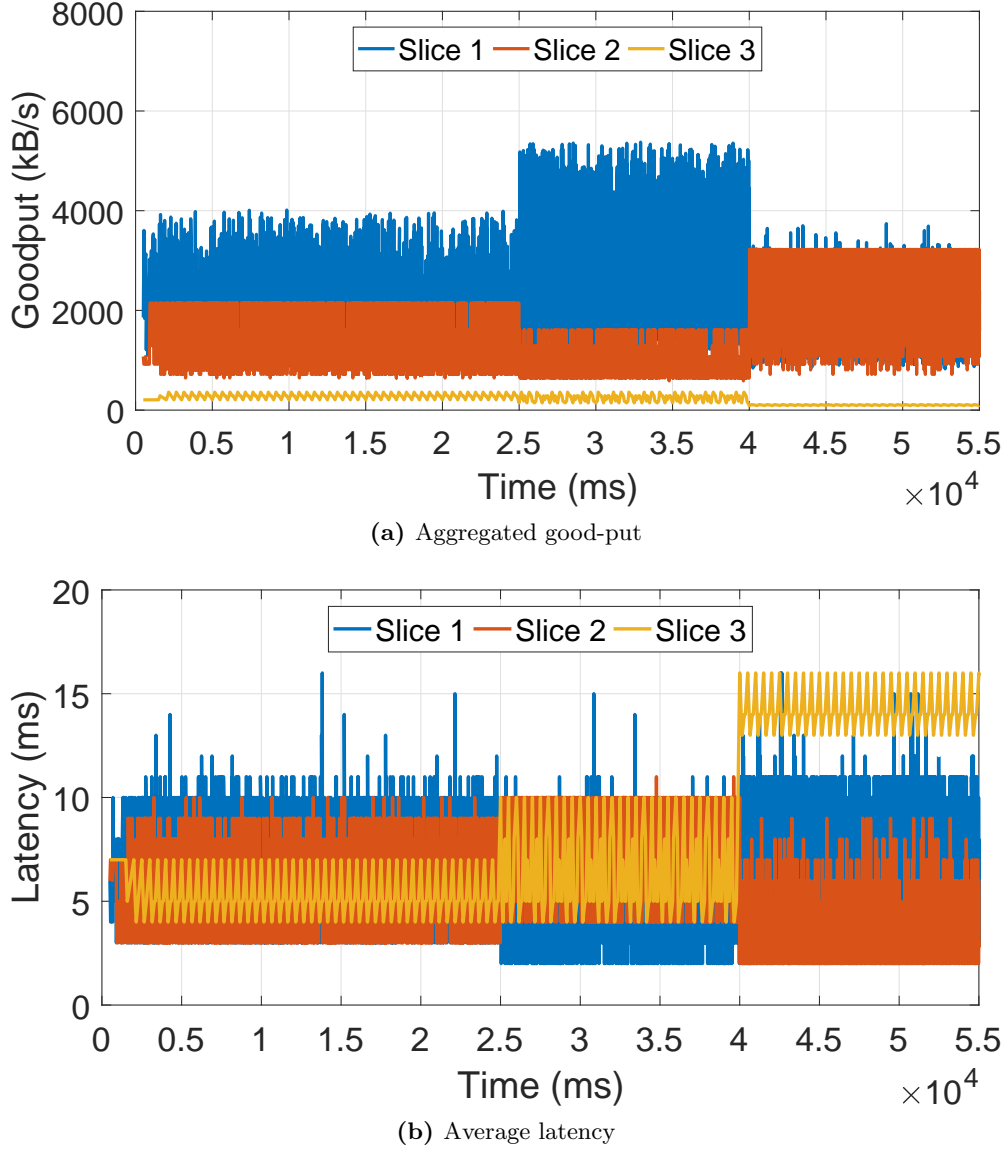 8000
6000
4000
2000
0
Goodput (kB/s)
Slice 1 Slice 2 Slice 3
0 0.5 1 1.5 2 2.5 3 3.5 4 4.5 5 5.5
Time (ms)
×10^4
(a) Aggregated good-put
20
15
10
5
0
Latency (ms)
Slice 1 Slice 2 Slice 3
0 0.5 1 1.5 2 2.5 3 3.5 4 4.5 5 5.5
Time (ms)
×10^4
(b) Average latency